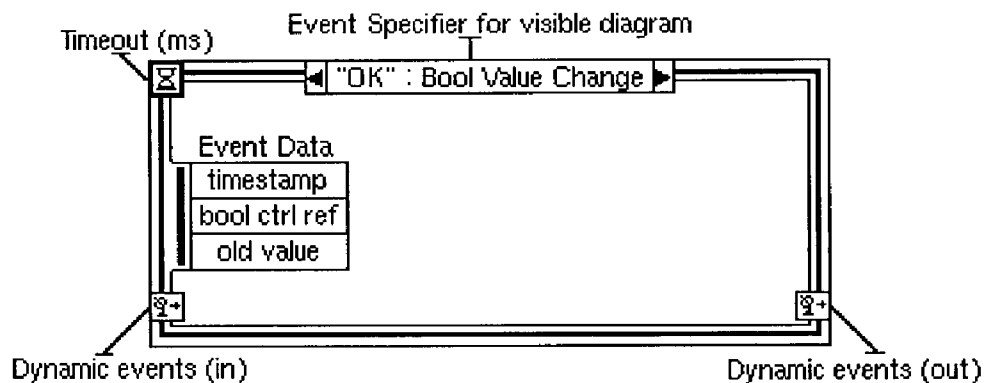 Event Specifier for visible diagram
Timeout (ms)
"OK" : Bool Value Change
Event Data
timestamp
bool ctrl ref
old value
Dynamic events (in)
Dynamic events (out)